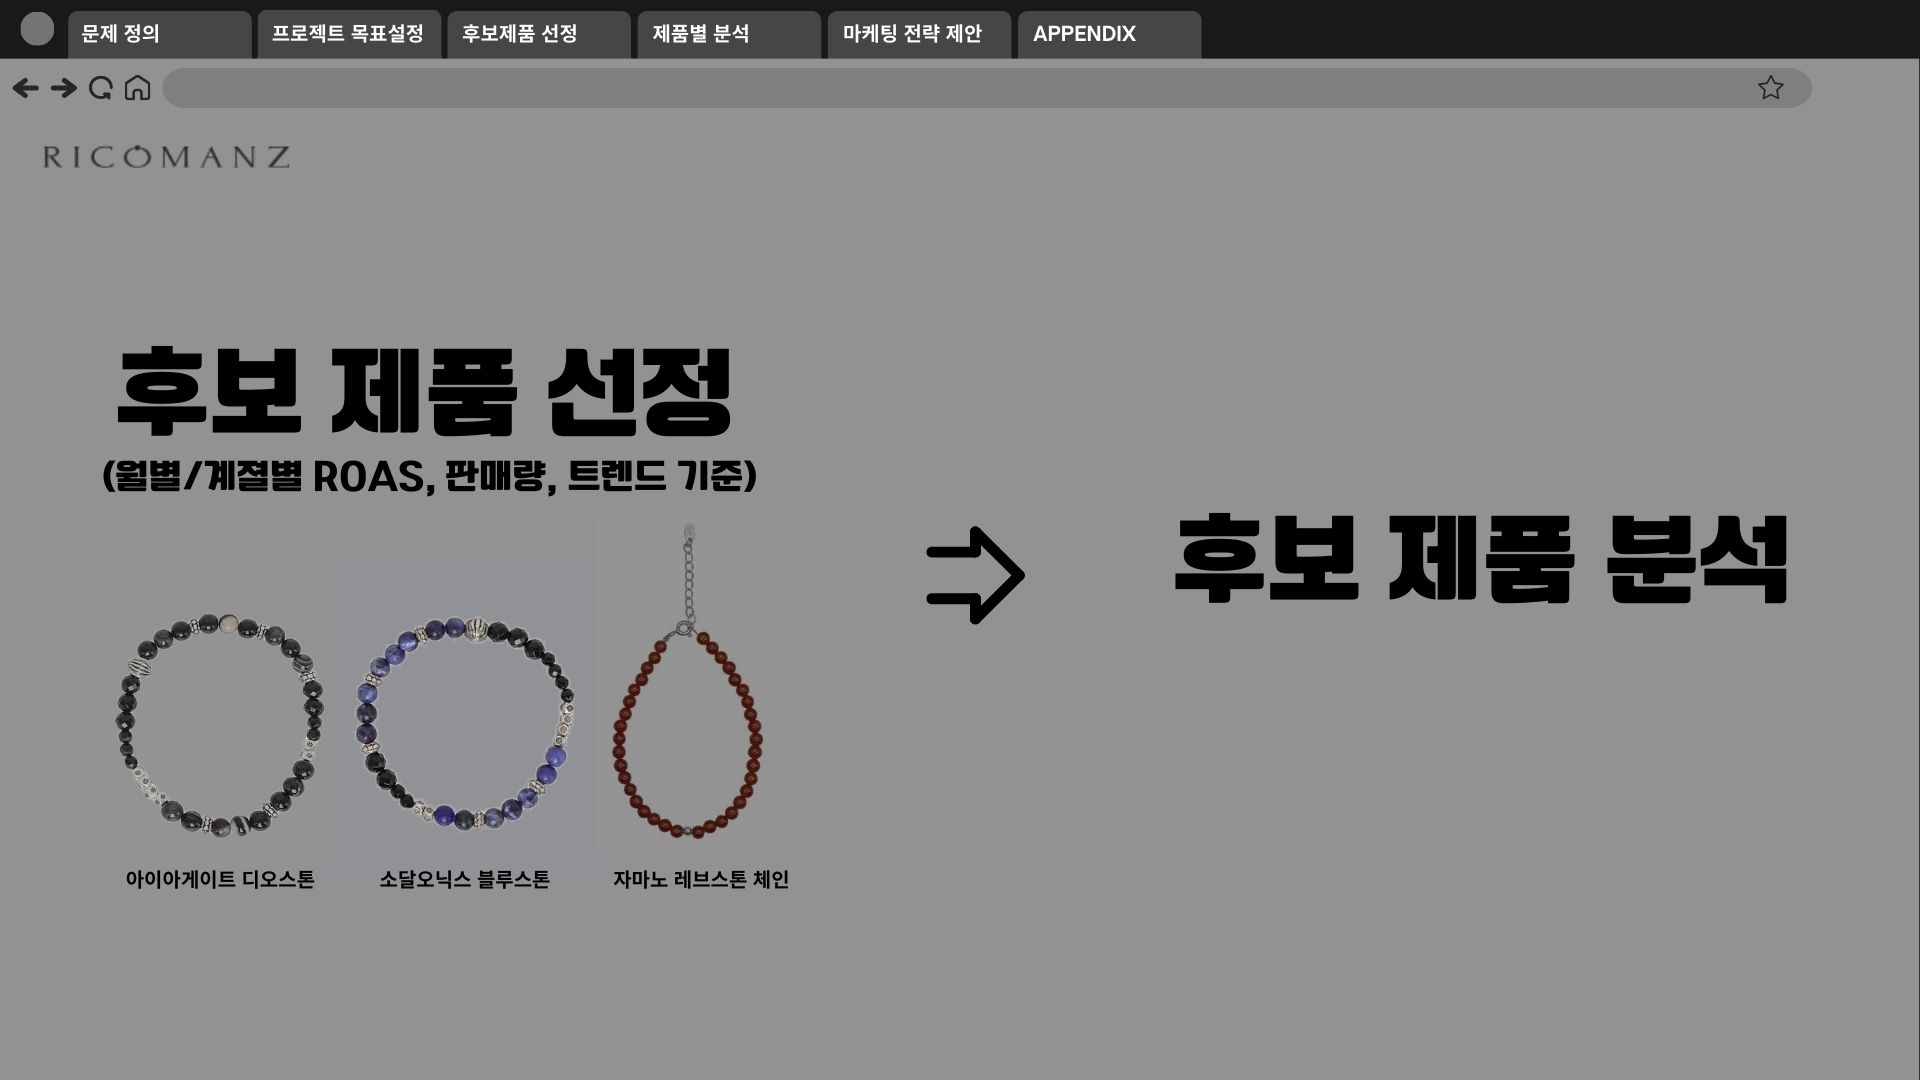 문제 정의
프로젝트 목표설정
후보제품 선정
제품별 분석
마케팅 전략 제안
APPENDIX
RICOMANZ
후보 제품 선정
(월별/계절별 ROAS, 판매량, 트렌드 기준)
후보 제품 분석
아이아게이트 디오스톤
소달오닉스 블루스톤
자마노 레브스톤 체인